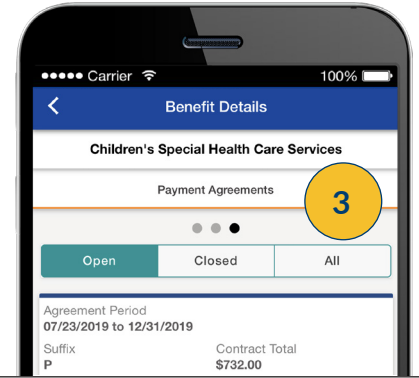 Carrier 100%
Benefit Details
Children's Special Health Care Services
Payment Agreements
3
Open Closed All
Agreement Period
07/23/2019 to 12/31/2019
Suffix Contract Total
P $732.00